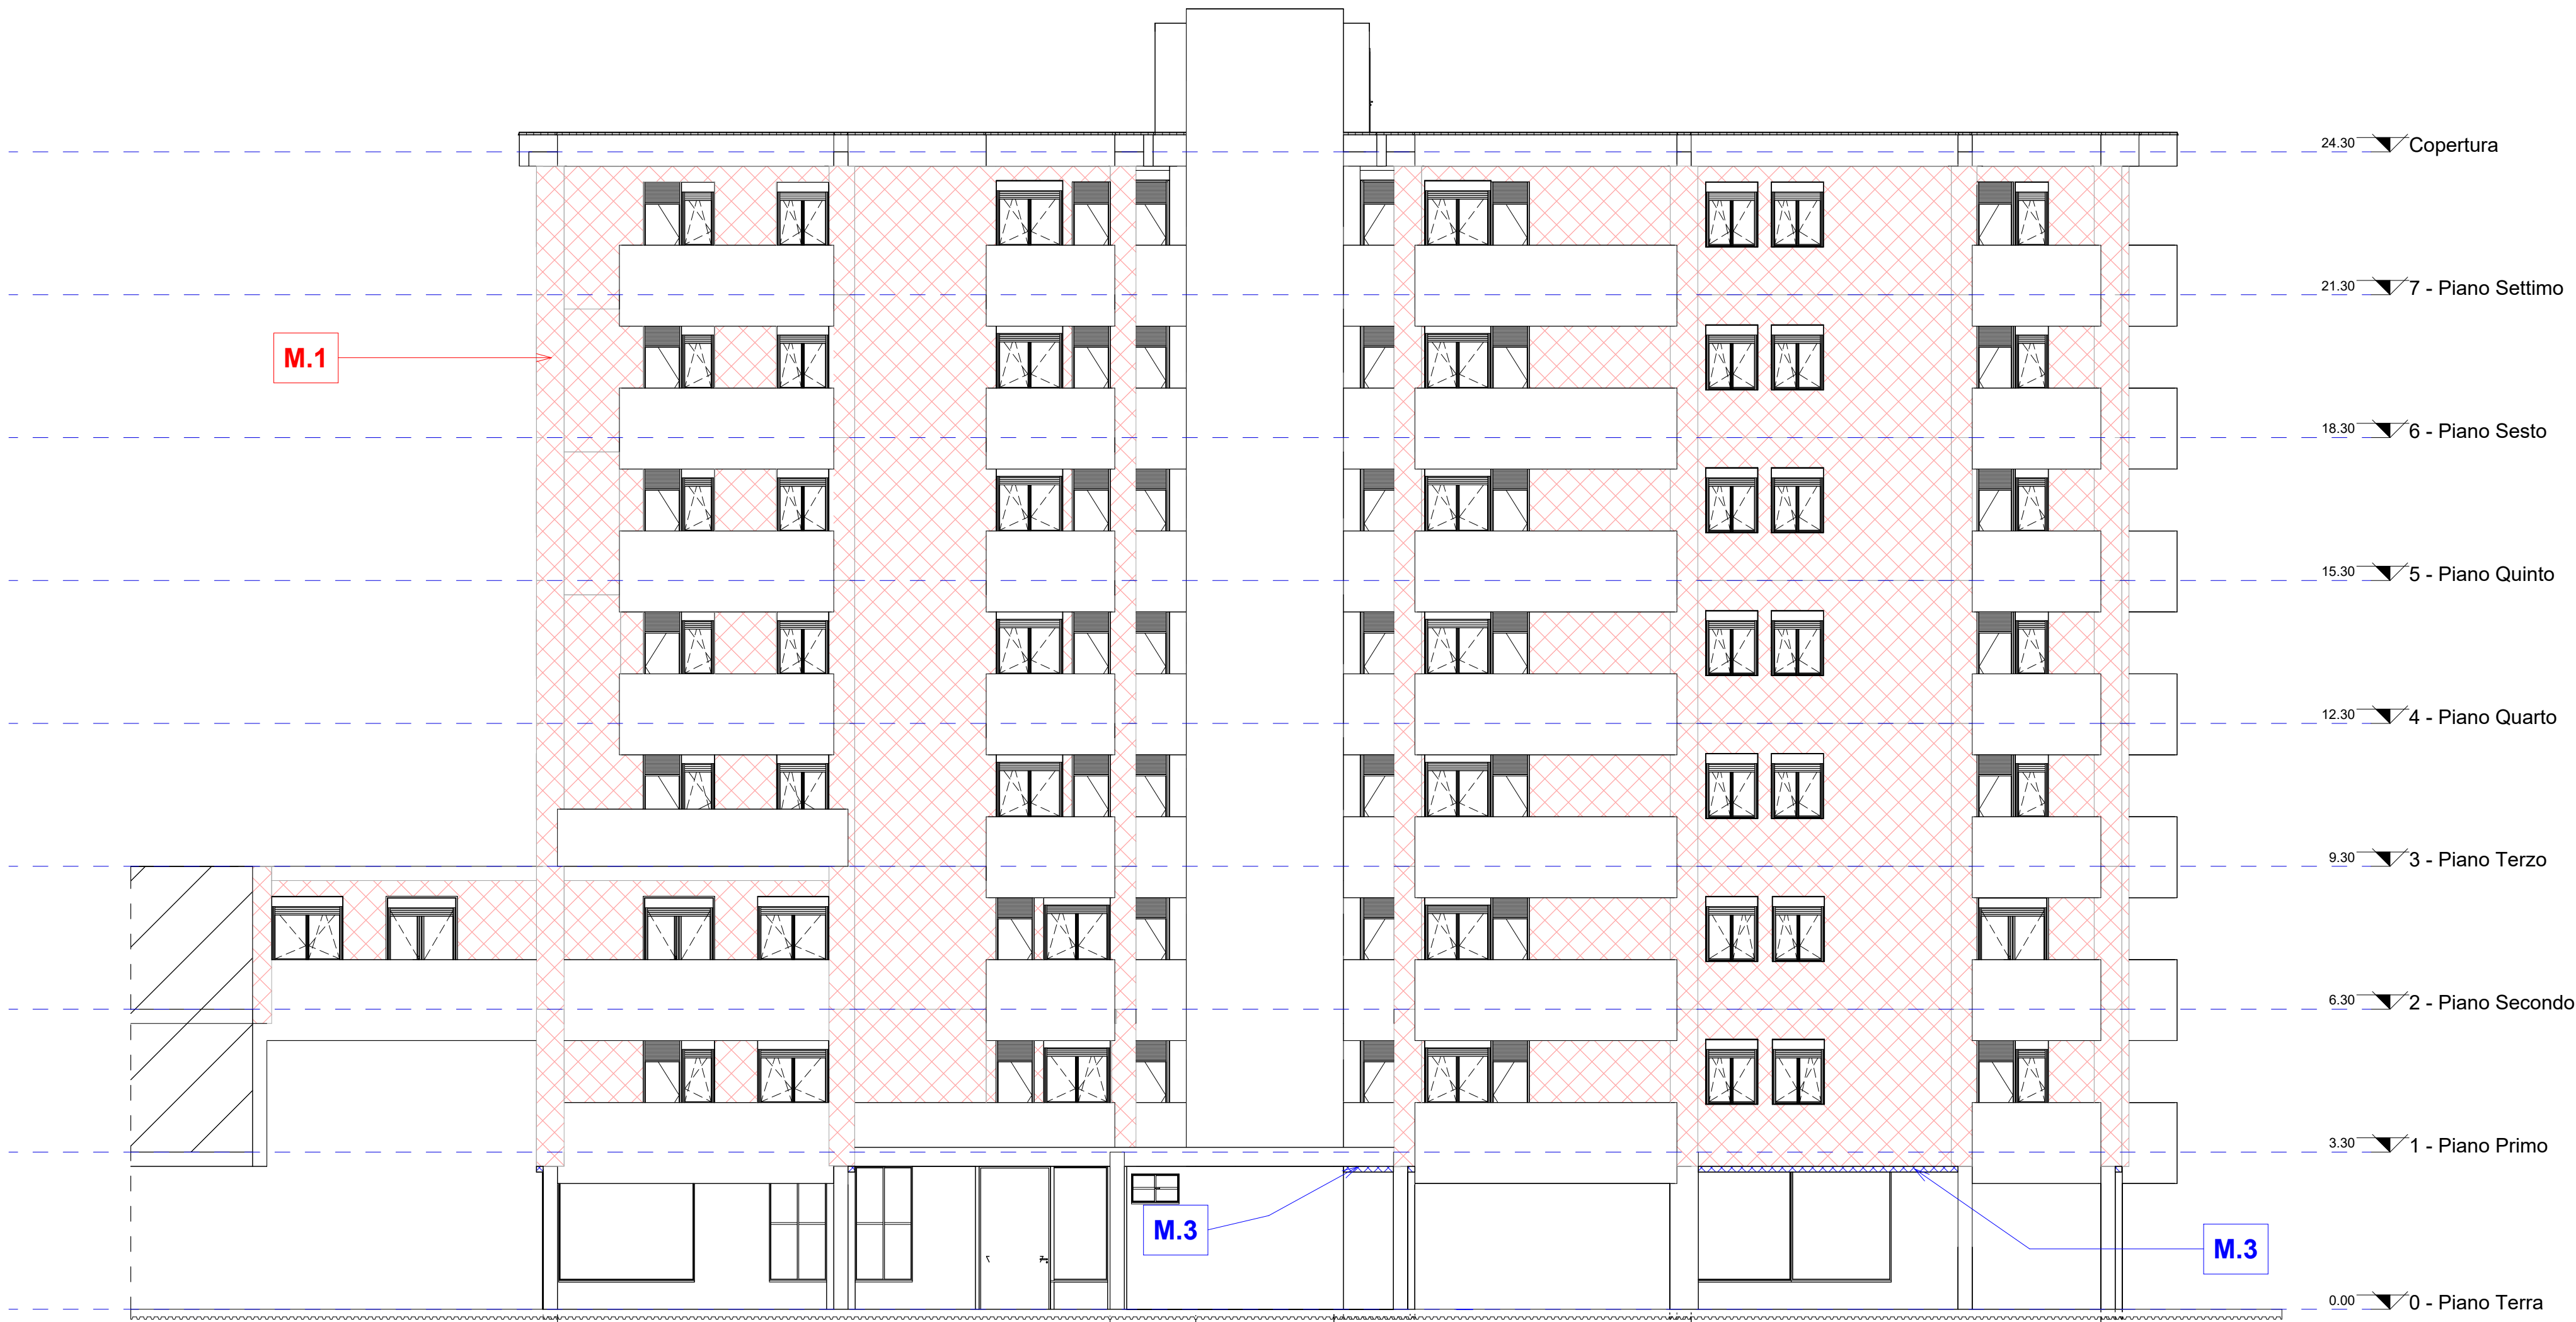 24.30 Copertura
21.30 7 - Piano Settimo
M.1
18.30 6 - Piano Sesto
15.30 5 - Piano Quinto
12.30 4 - Piano Quarto
9.30 3 - Piano Terzo
6.30 2 - Piano Secondo
3.30 1 - Piano Primo
M.3
M.3
0.00 0 - Piano Terra